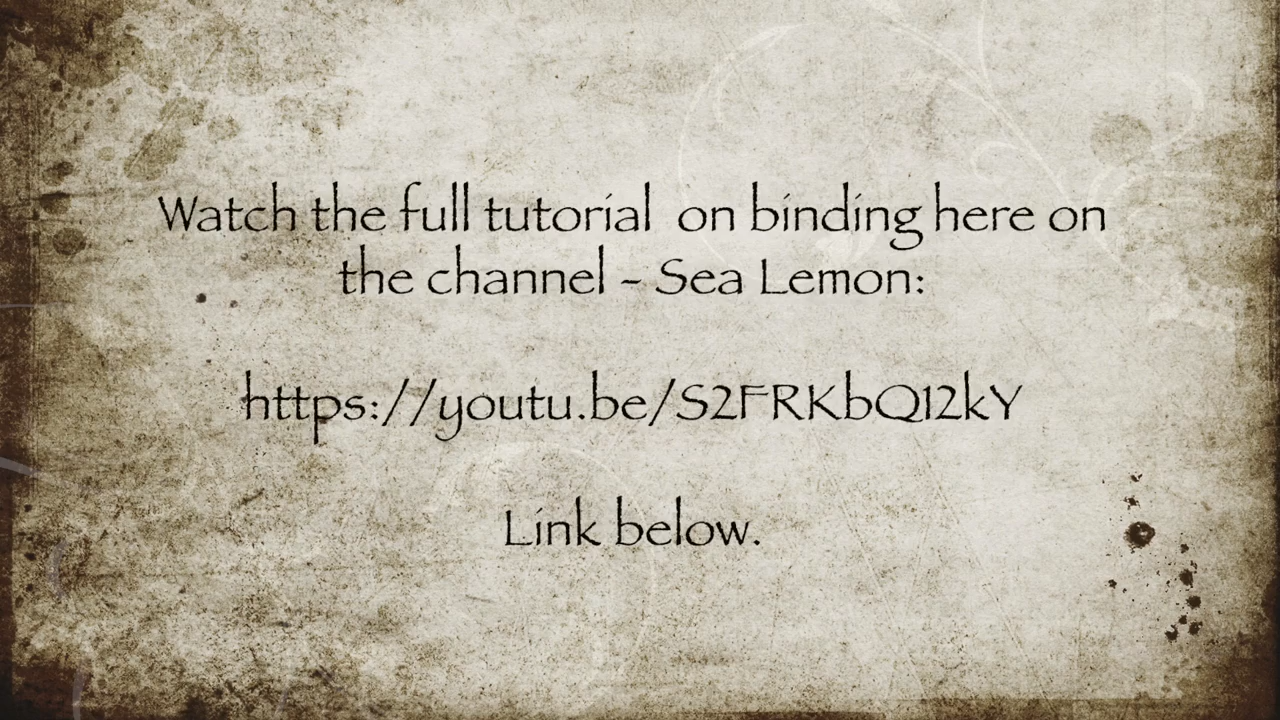 Watch the full tutorial on binding here on
the channel - Sea Lemon:
https://youtu.be/S2FRKbQ12kY
Link below.